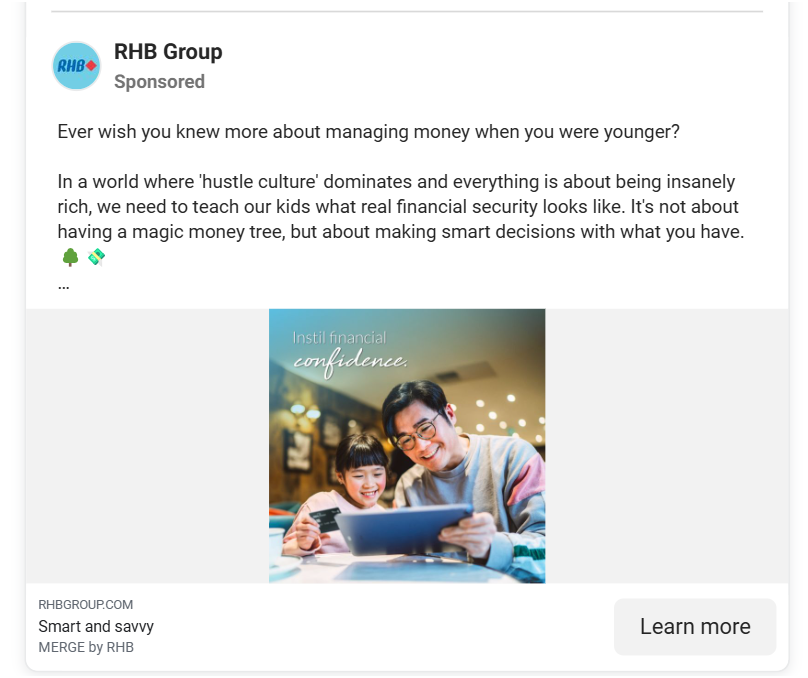 RHB
RHB Group
Sponsored
Ever wish you knew more about managing money when you were younger?
In a world where 'hustle culture' dominates and everything is about being insanely
rich, we need to teach our kids what real financial security looks like. It's not about
having a magic money tree, but about making smart decisions with what you have.
🌳 💸
...
Instil financial
confidence.
RHBGROUP.COM
Smart and savvy
MERGE by RHB
Learn more